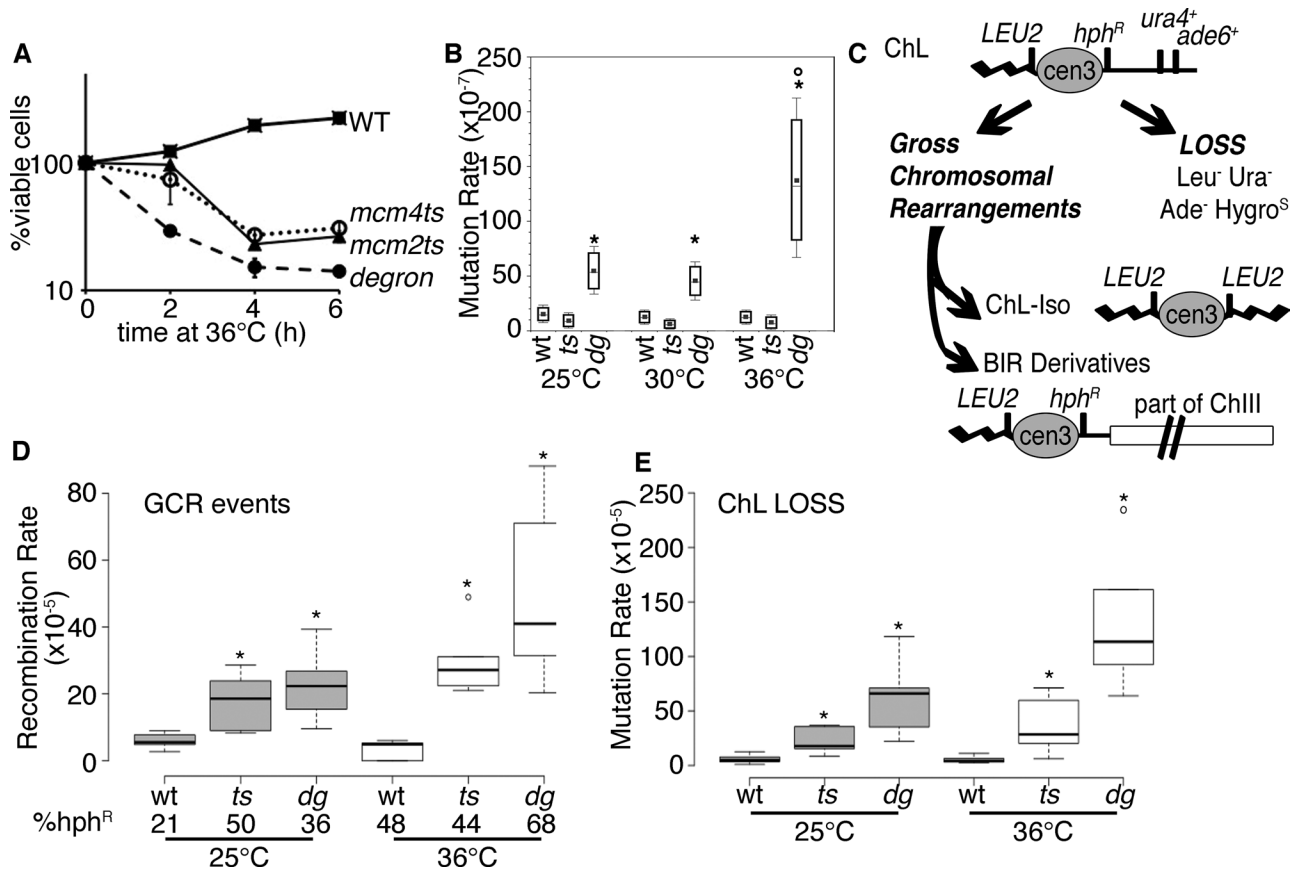 A
%viable cells
100
10
0 2 4 6
time at 36°C (h)
WT
mcm4ts
mcm2ts
degron
B
Mutation Rate (x10-7)
250
200
150
100
50
0
* * * °
wt ts dg wt ts dg wt ts dg
25°C 30°C 36°C
C
ChL
LEU2 hphR ura4+
ade6+
cen3
Gross
Chromosomal
Rearrangements
LOSS
Leu- Ura-
Ade- HygroS
ChL-Iso
LEU2 LEU2
cen3
BIR Derivatives
LEU2 hphR part of ChIII
cen3
D
GCR events
Recombination Rate
(x10-5)
80
60
40
20
0
* * * *
wt ts dg wt ts dg
%hphR 21 50 36 48 44 68
25°C 36°C
E
ChL LOSS
Mutation Rate (x10-5)
250
200
150
100
50
0
* * * *
wt ts dg wt ts dg
25°C 36°C